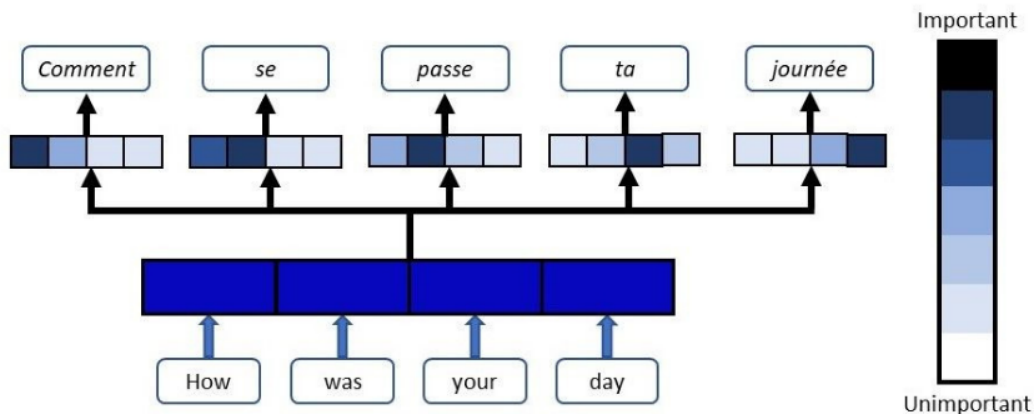 Important
Comment
se
passe
ta
journée
How
was
your
day
Unimportant